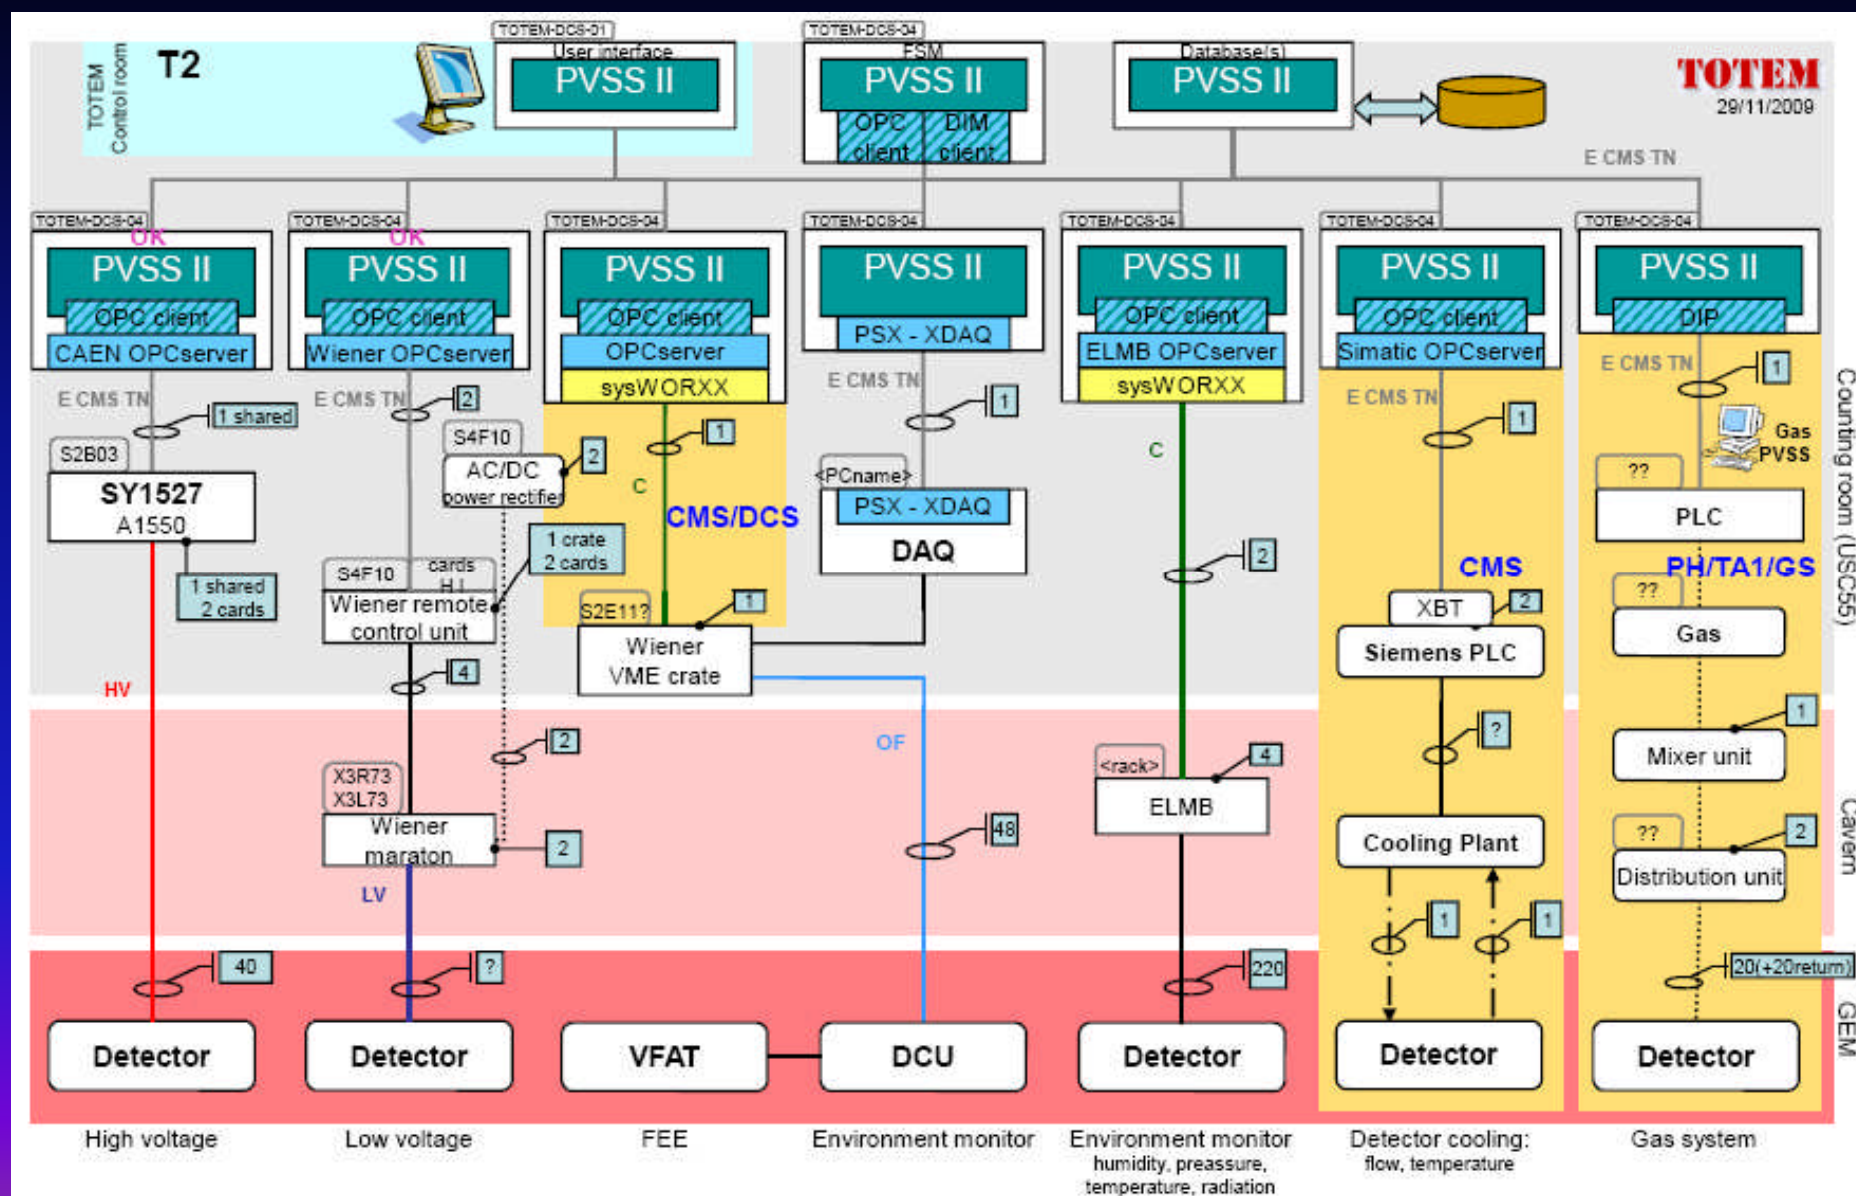 TOTEM-DCS-01
TOTEM-DCS-04
TOTEM
Control room
T2
User interface
PVSS II
FSM
PVSS II
OPC
client
DIM
client
Database(s)
PVSS II
TOTEM
29/11/2009
E CMS TN
TOTEM-DCS-04
OK
PVSS II
OPC client
CAEN OPCserver
E CMS TN
1 shared
S2B03
SY1527
A1550
1 shared
2 cards
HV
40
Detector
High voltage
TOTEM-DCS-04
OK
PVSS II
OPC client
Wiener OPCserver
E CMS TN
2
S4F10
AC/DC
power rectifier
2
1 crate
2 cards
S4F10
cards
Wiener remote
control unit
4
2
X3R73
X3L73
Wiener
maraton
2
LV
?
Detector
Low voltage
TOTEM-DCS-04
PVSS II
OPC client
OPCserver
sysWORXX
1
C
CMS/DCS
S2E11?
1
Wiener
VME crate
VFAT
FEE
TOTEM-DCS-04
PVSS II
PSX - XDAQ
E CMS TN
1
<PCname>
PSX - XDAQ
DAQ
OF
48
DCU
Environment monitor
TOTEM-DCS-04
PVSS II
OPC client
ELMB OPCserver
sysWORXX
C
2
<rack>
4
ELMB
220
Detector
Environment monitor
humidity, preassure,
temperature, radiation
TOTEM-DCS-04
PVSS II
OPC client
Simatic OPCserver
E CMS TN
1
CMS
XBT
2
Siemens PLC
?
Cooling Plant
1
1
Detector
Detector cooling:
flow, temperature
TOTEM-DCS-04
PVSS II
DIP
E CMS TN
1
Gas
PVSS
??
PLC
PH/TA1/GS
??
Gas
1
Mixer unit
??
2
Distribution unit
20(+20return)
Detector
Gas system
Counting room (USC55)
Cavern
GEM